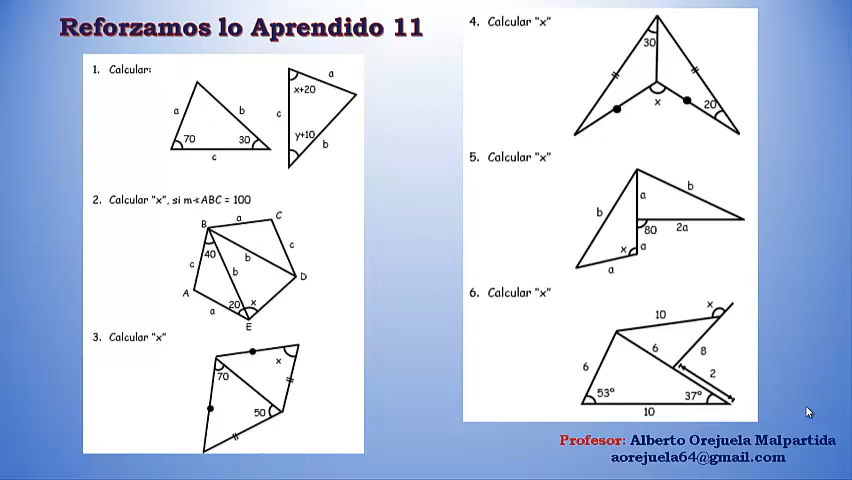 Reforzamos lo Aprendido 11
1. Calcular:
a
b
70
30
c
a
x+20
c
y+10
b
2. Calcular "x", si m∢ABC = 100
B
a
C
40
b
c
c
b
D
A
20
x
a
E
3. Calcular "x"
x
70
50
4. Calcular "x"
30
x
20
5. Calcular "x"
a
b
b
80
2a
x
a
a
6. Calcular "x"
10
x
6
8
6
2
53º
37º
10
Profesor: Alberto Orejuela Malpartida
aorejuela64@gmail.com